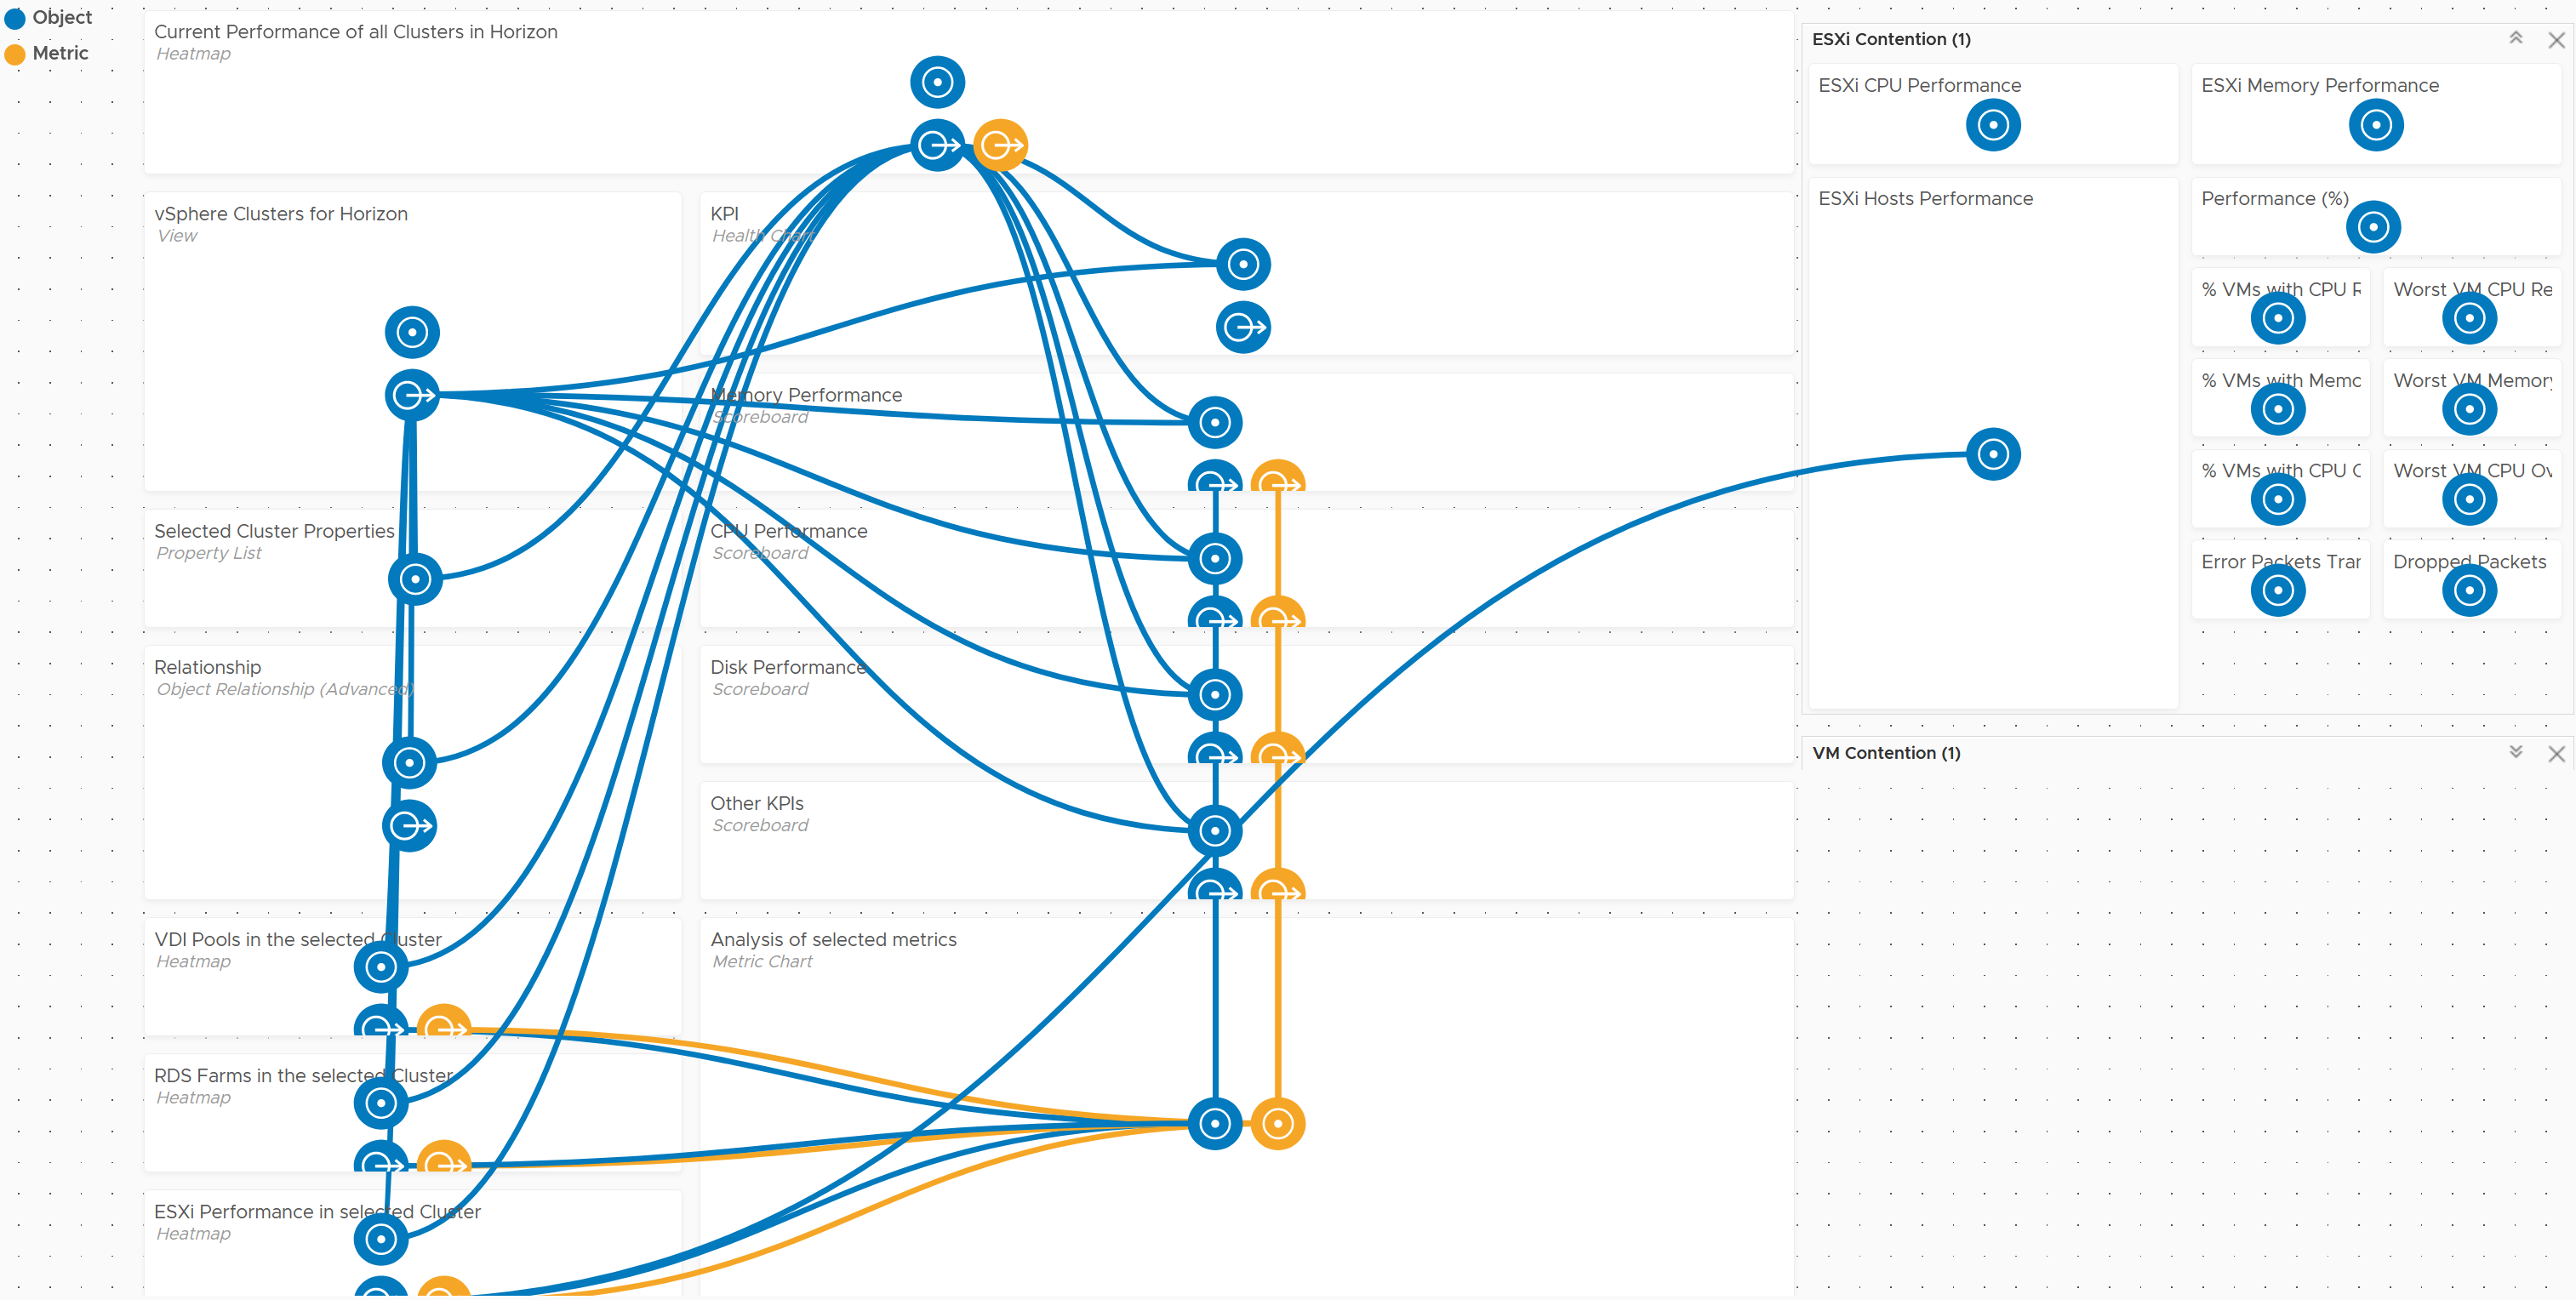 Object
Metric
Current Performance of all Clusters in Horizon
Heatmap
vSphere Clusters for Horizon
View
KPI
Health Chart
Memory Performance
Scoreboard
Selected Cluster Properties
Property List
CPU Performance
Scoreboard
Relationship
Object Relationship (Advanced)
Disk Performance
Scoreboard
Other KPIs
Scoreboard
VDI Pools in the selected Cluster
Heatmap
Analysis of selected metrics
Metric Chart
RDS Farms in the selected Cluster
Heatmap
ESXi Performance in selected Cluster
Heatmap
ESXi Contention (1)
ESXi CPU Performance
ESXi Memory Performance
ESXi Hosts Performance
Performance (%)
% VMs with CPU R
Worst VM CPU Re
% VMs with Memc
Worst VM Memory
% VMs with CPU C
Worst VM CPU Ov
Error Packets Trar
Dropped Packets
VM Contention (1)